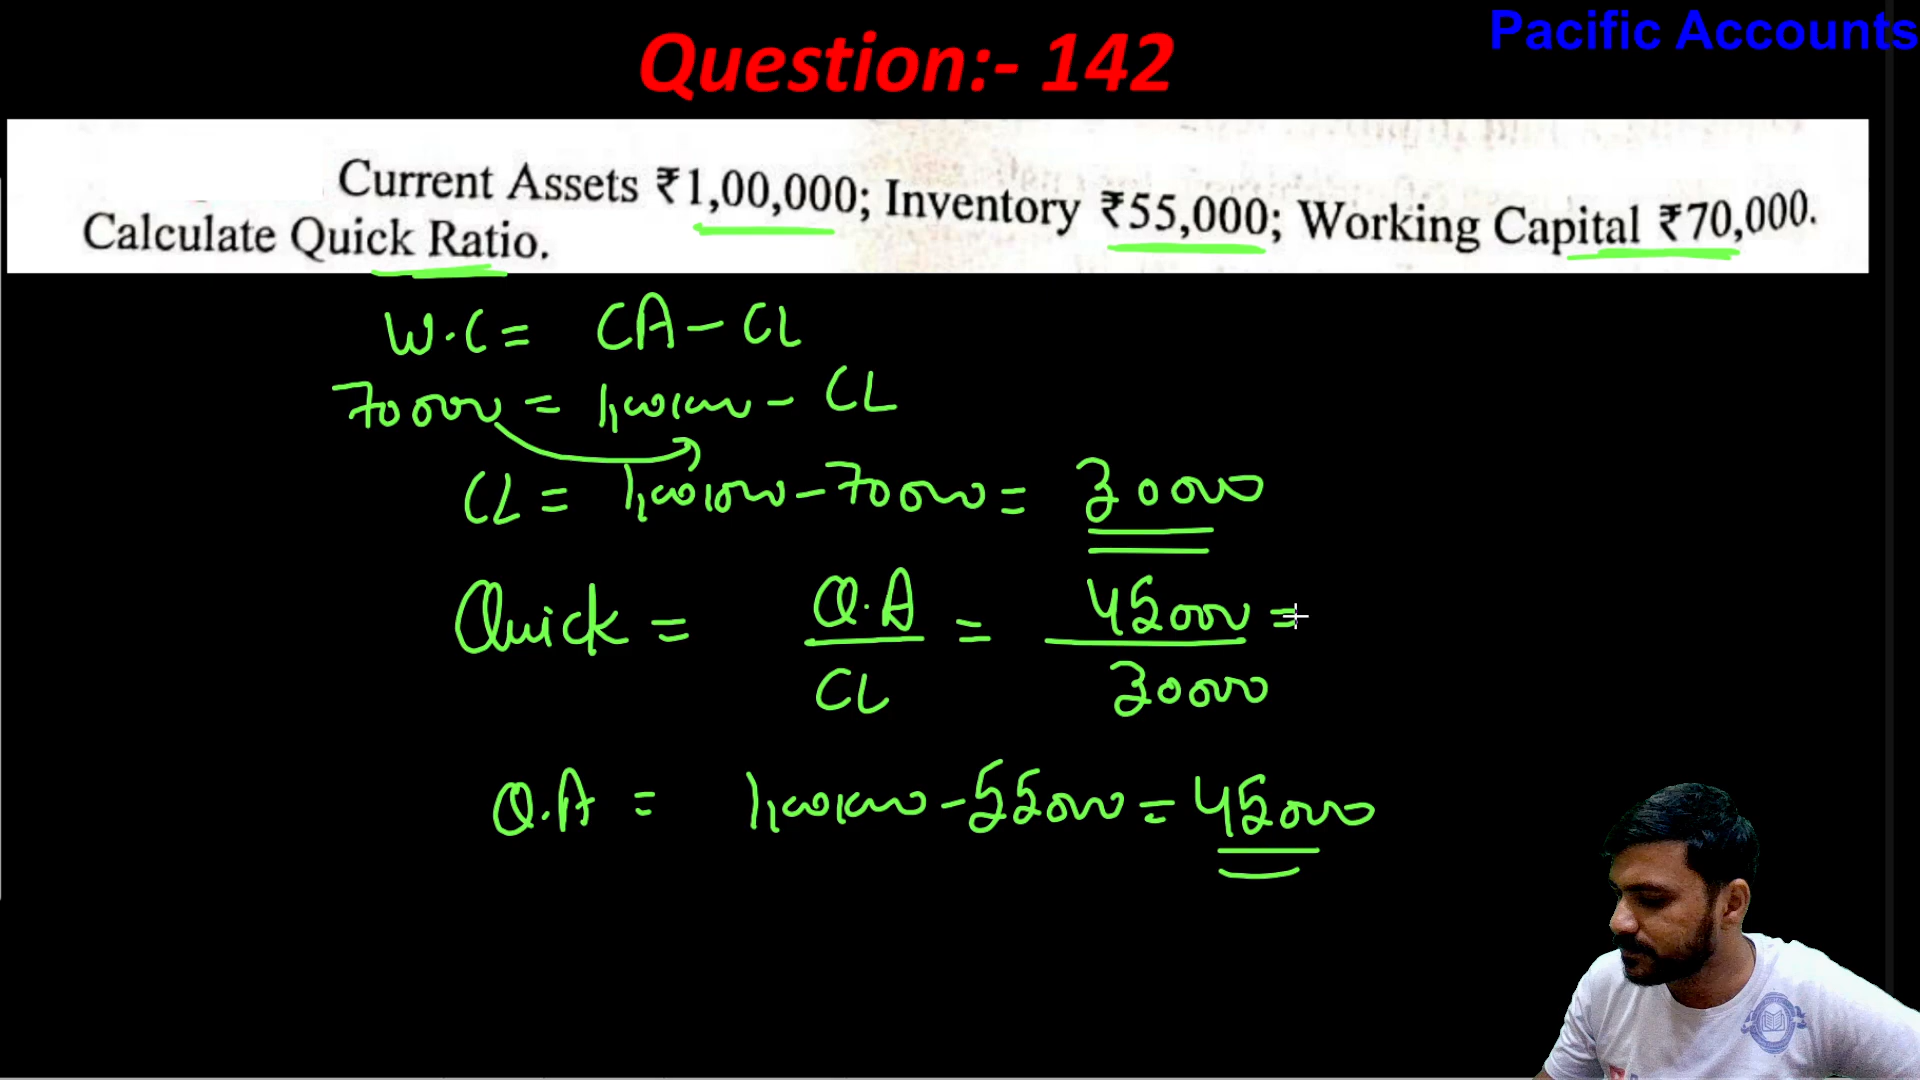 Pacific Accounts
Question:- 142
Current Assets ₹1,00,000; Inventory ₹55,000; Working Capital ₹70,000.
Calculate Quick Ratio.
W.C = CA - CL
70000 = 1,00,000 - CL
CL = 1,00,000 - 70000 = 30000
Quick = Q.A / CL = 45000 / 30000 =
Q.A = 1,00,000 - 55000 = 45000